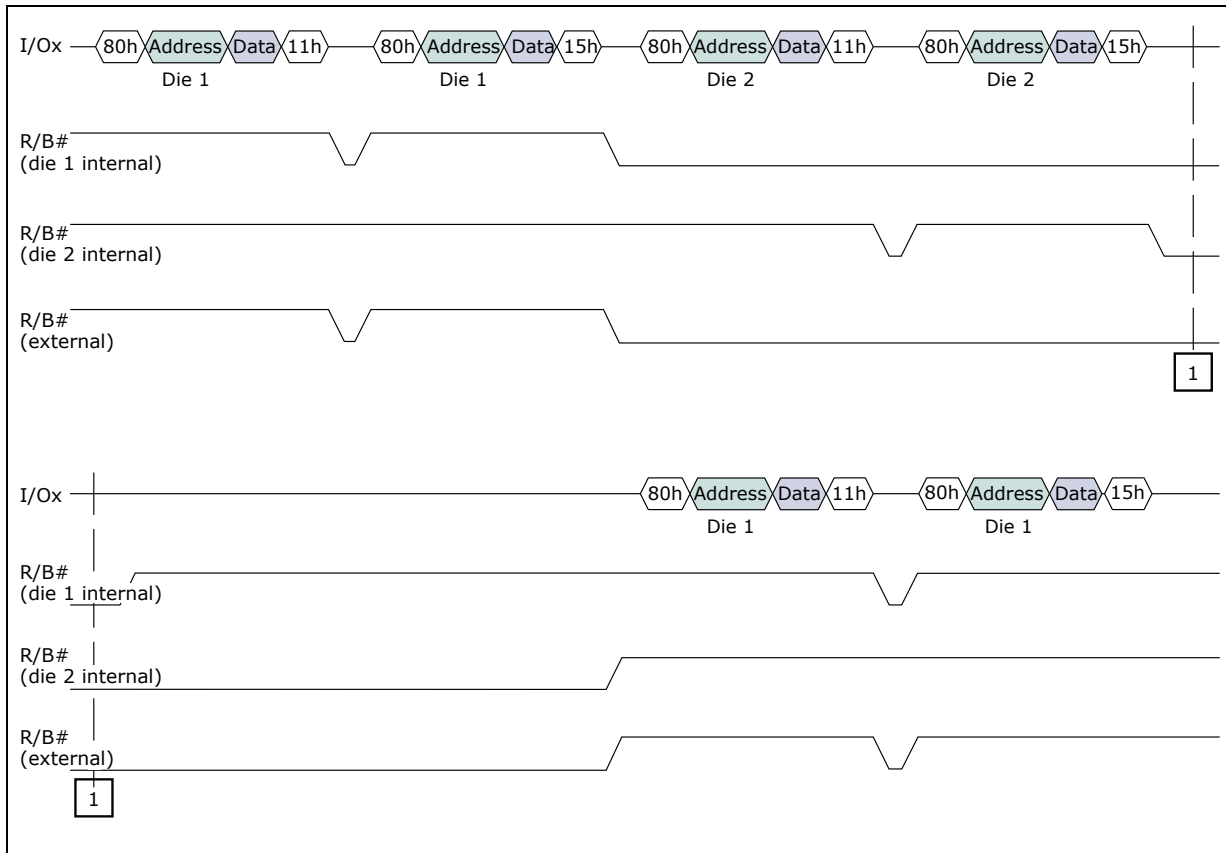 I/Ox 80h Address Data 11h 80h Address Data 15h 80h Address Data 11h 80h Address Data 15h
Die 1 Die 1 Die 2 Die 2
R/B#
(die 1 internal)
R/B#
(die 2 internal)
R/B#
(external)
1
I/Ox 80h Address Data 11h 80h Address Data 15h
Die 1 Die 1
R/B#
(die 1 internal)
R/B#
(die 2 internal)
R/B#
(external)
1